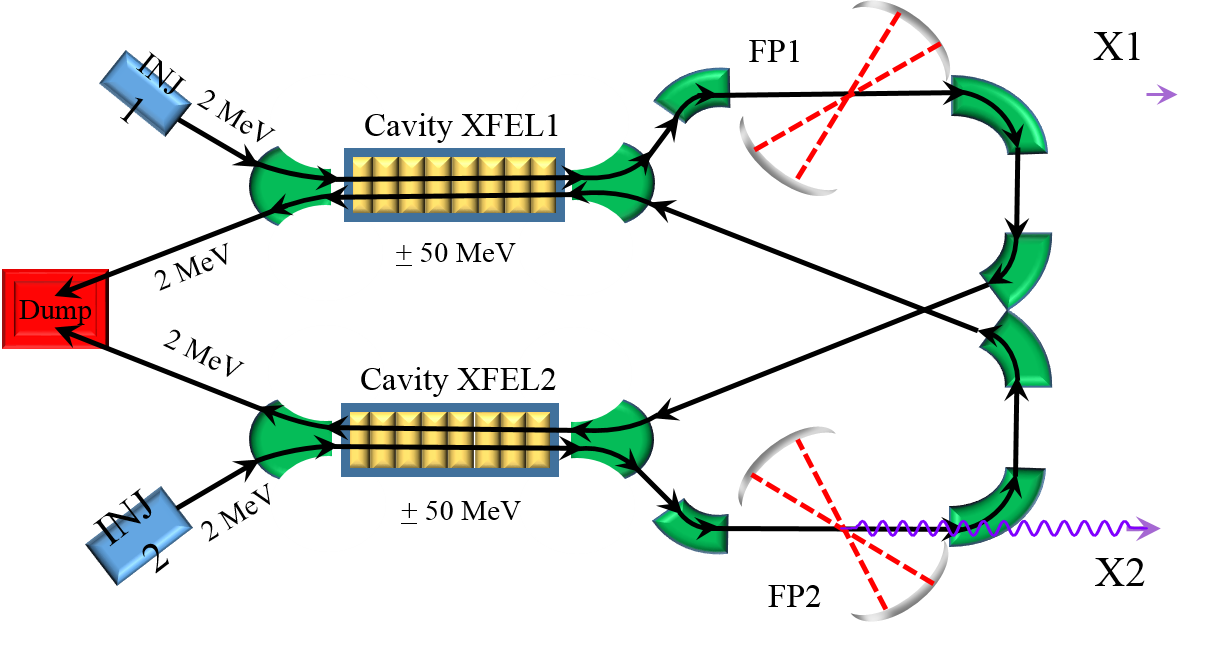 FP1
X1
INJ
1
2 MeV
Cavity XFEL1
± 50 MeV
2 MeV
Dump
2 MeV
Cavity XFEL2
± 50 MeV
INJ
2
2 MeV
FP2
X2